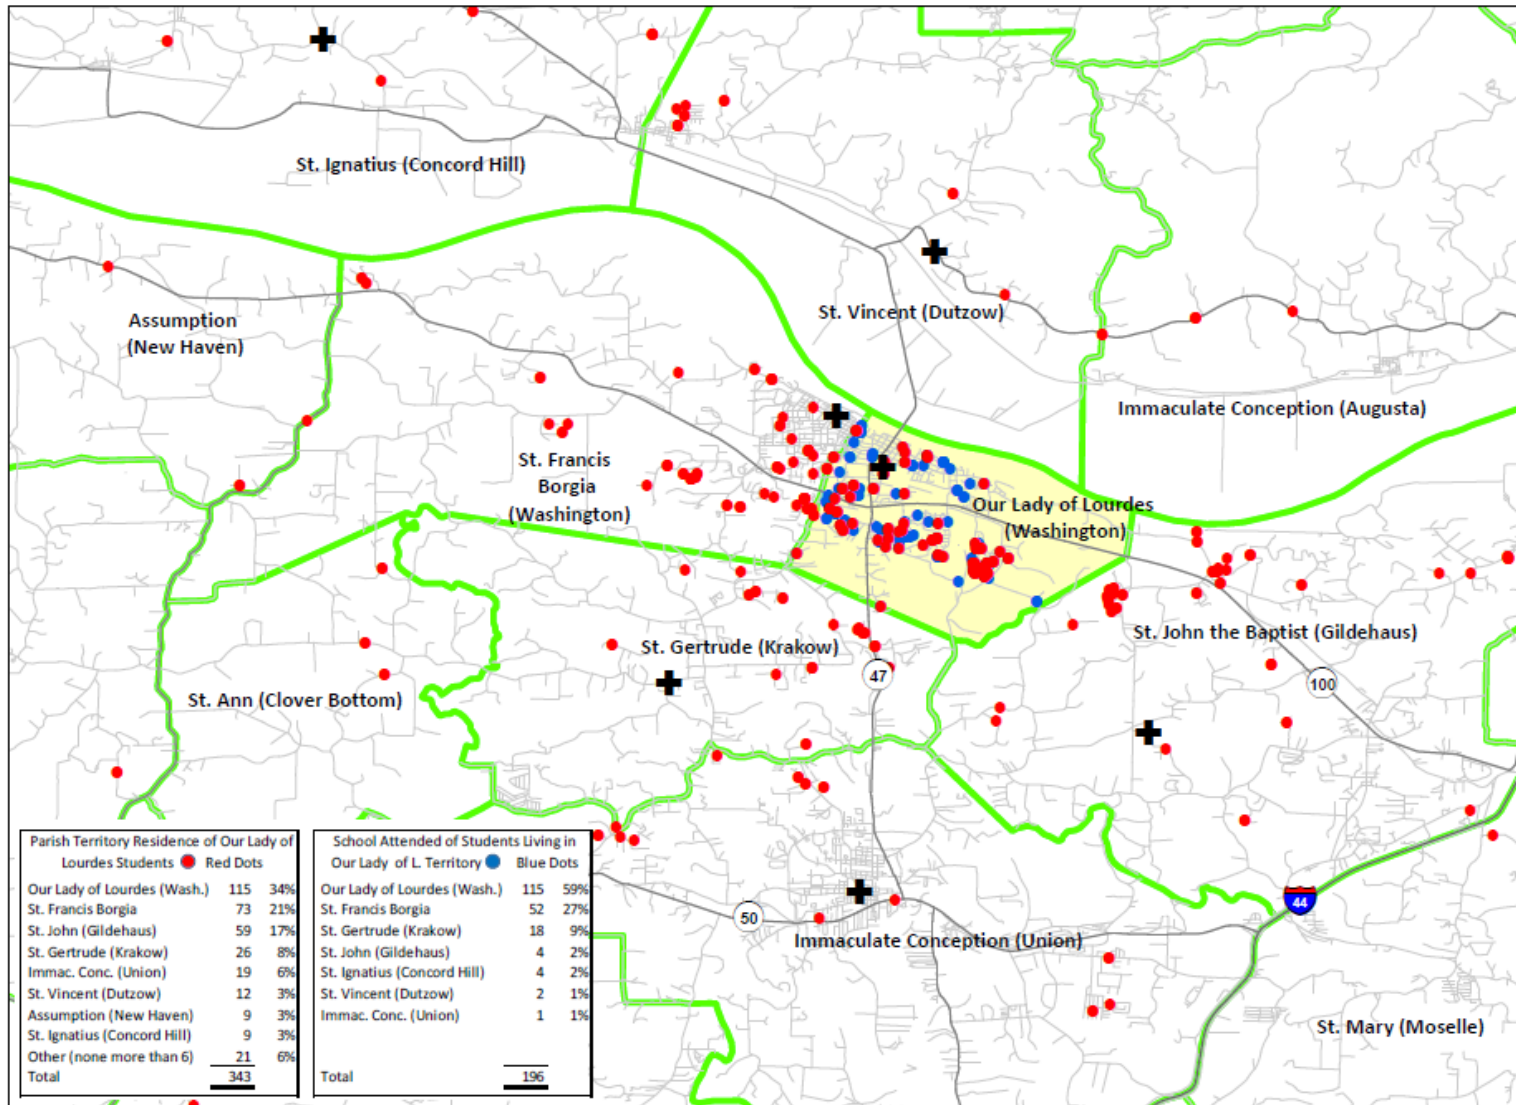 St. Ignatius (Concord Hill)
St. Vincent (Dutzow)
Assumption
(New Haven)
Immaculate Conception (Augusta)
St. Francis
Borgia
(Washington)
Our Lady of Lourdes
(Washington)
St. John the Baptist (Gildehaus)
St. Gertrude (Krakow)
47
100
St. Ann (Clover Bottom)
44
50
Immaculate Conception (Union)
St. Mary (Moselle)
Parish Territory Residence of Our Lady of
Lourdes Students Red Dots
Our Lady of Lourdes (Wash.) 115 34%
St. Francis Borgia 73 21%
St. John (Gildehaus) 59 17%
St. Gertrude (Krakow) 26 8%
Immac. Conc. (Union) 19 6%
St. Vincent (Dutzow) 12 3%
Assumption (New Haven) 9 3%
St. Ignatius (Concord Hill) 9 3%
Other (none more than 6) 21 6%
Total 343
School Attended of Students Living in
Our Lady of L. Territory Blue Dots
Our Lady of Lourdes (Wash.) 115 59%
St. Francis Borgia 52 27%
St. Gertrude (Krakow) 18 9%
St. John (Gildehaus) 4 2%
St. Ignatius (Concord Hill) 4 2%
St. Vincent (Dutzow) 2 1%
Immac. Conc. (Union) 1 1%
Total 196